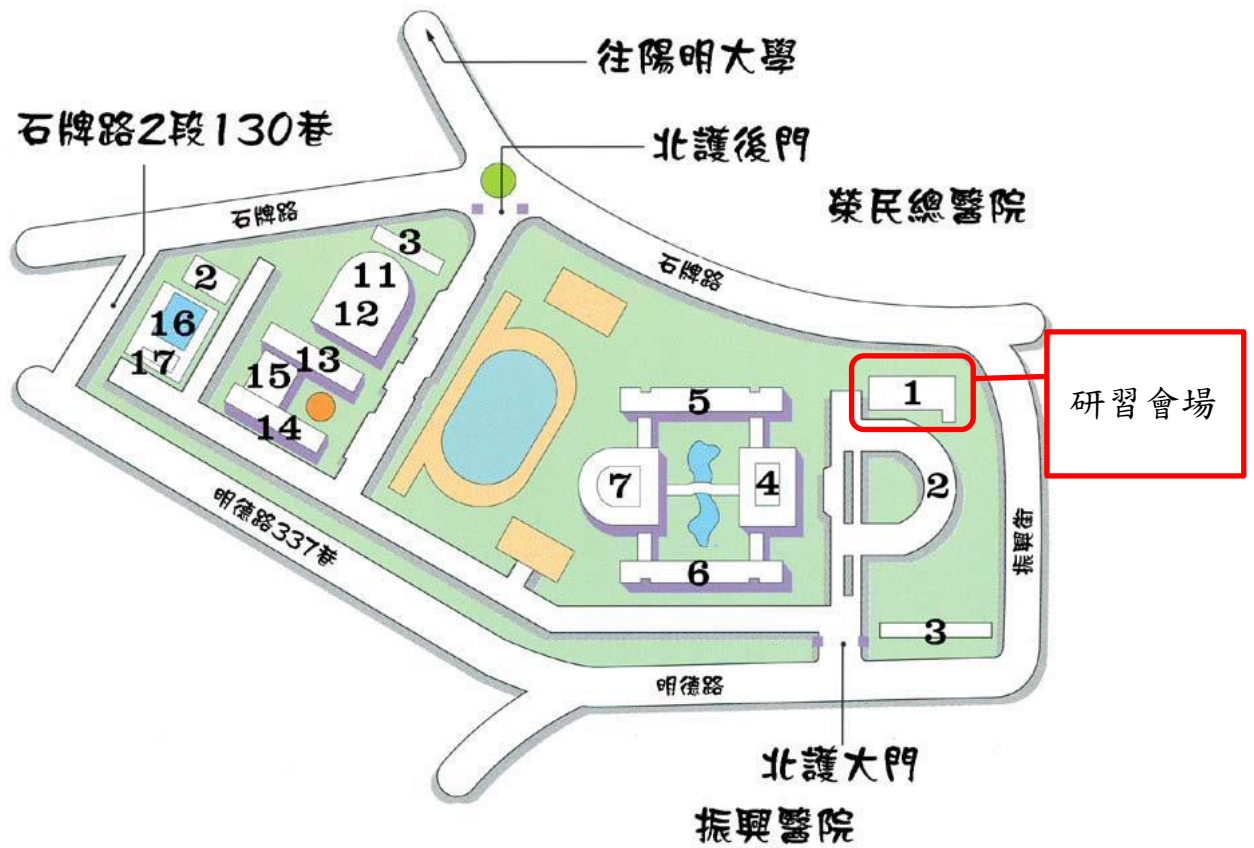 往陽明大學
石牌路2段130巷
北護後門
榮民總醫院
石牌路
石牌路
3
11
12
2
16
17
13
15
14
5
1
研習會場
7
4
2
6
3
明德路337巷
振興街
明德路
北護大門
振興醫院